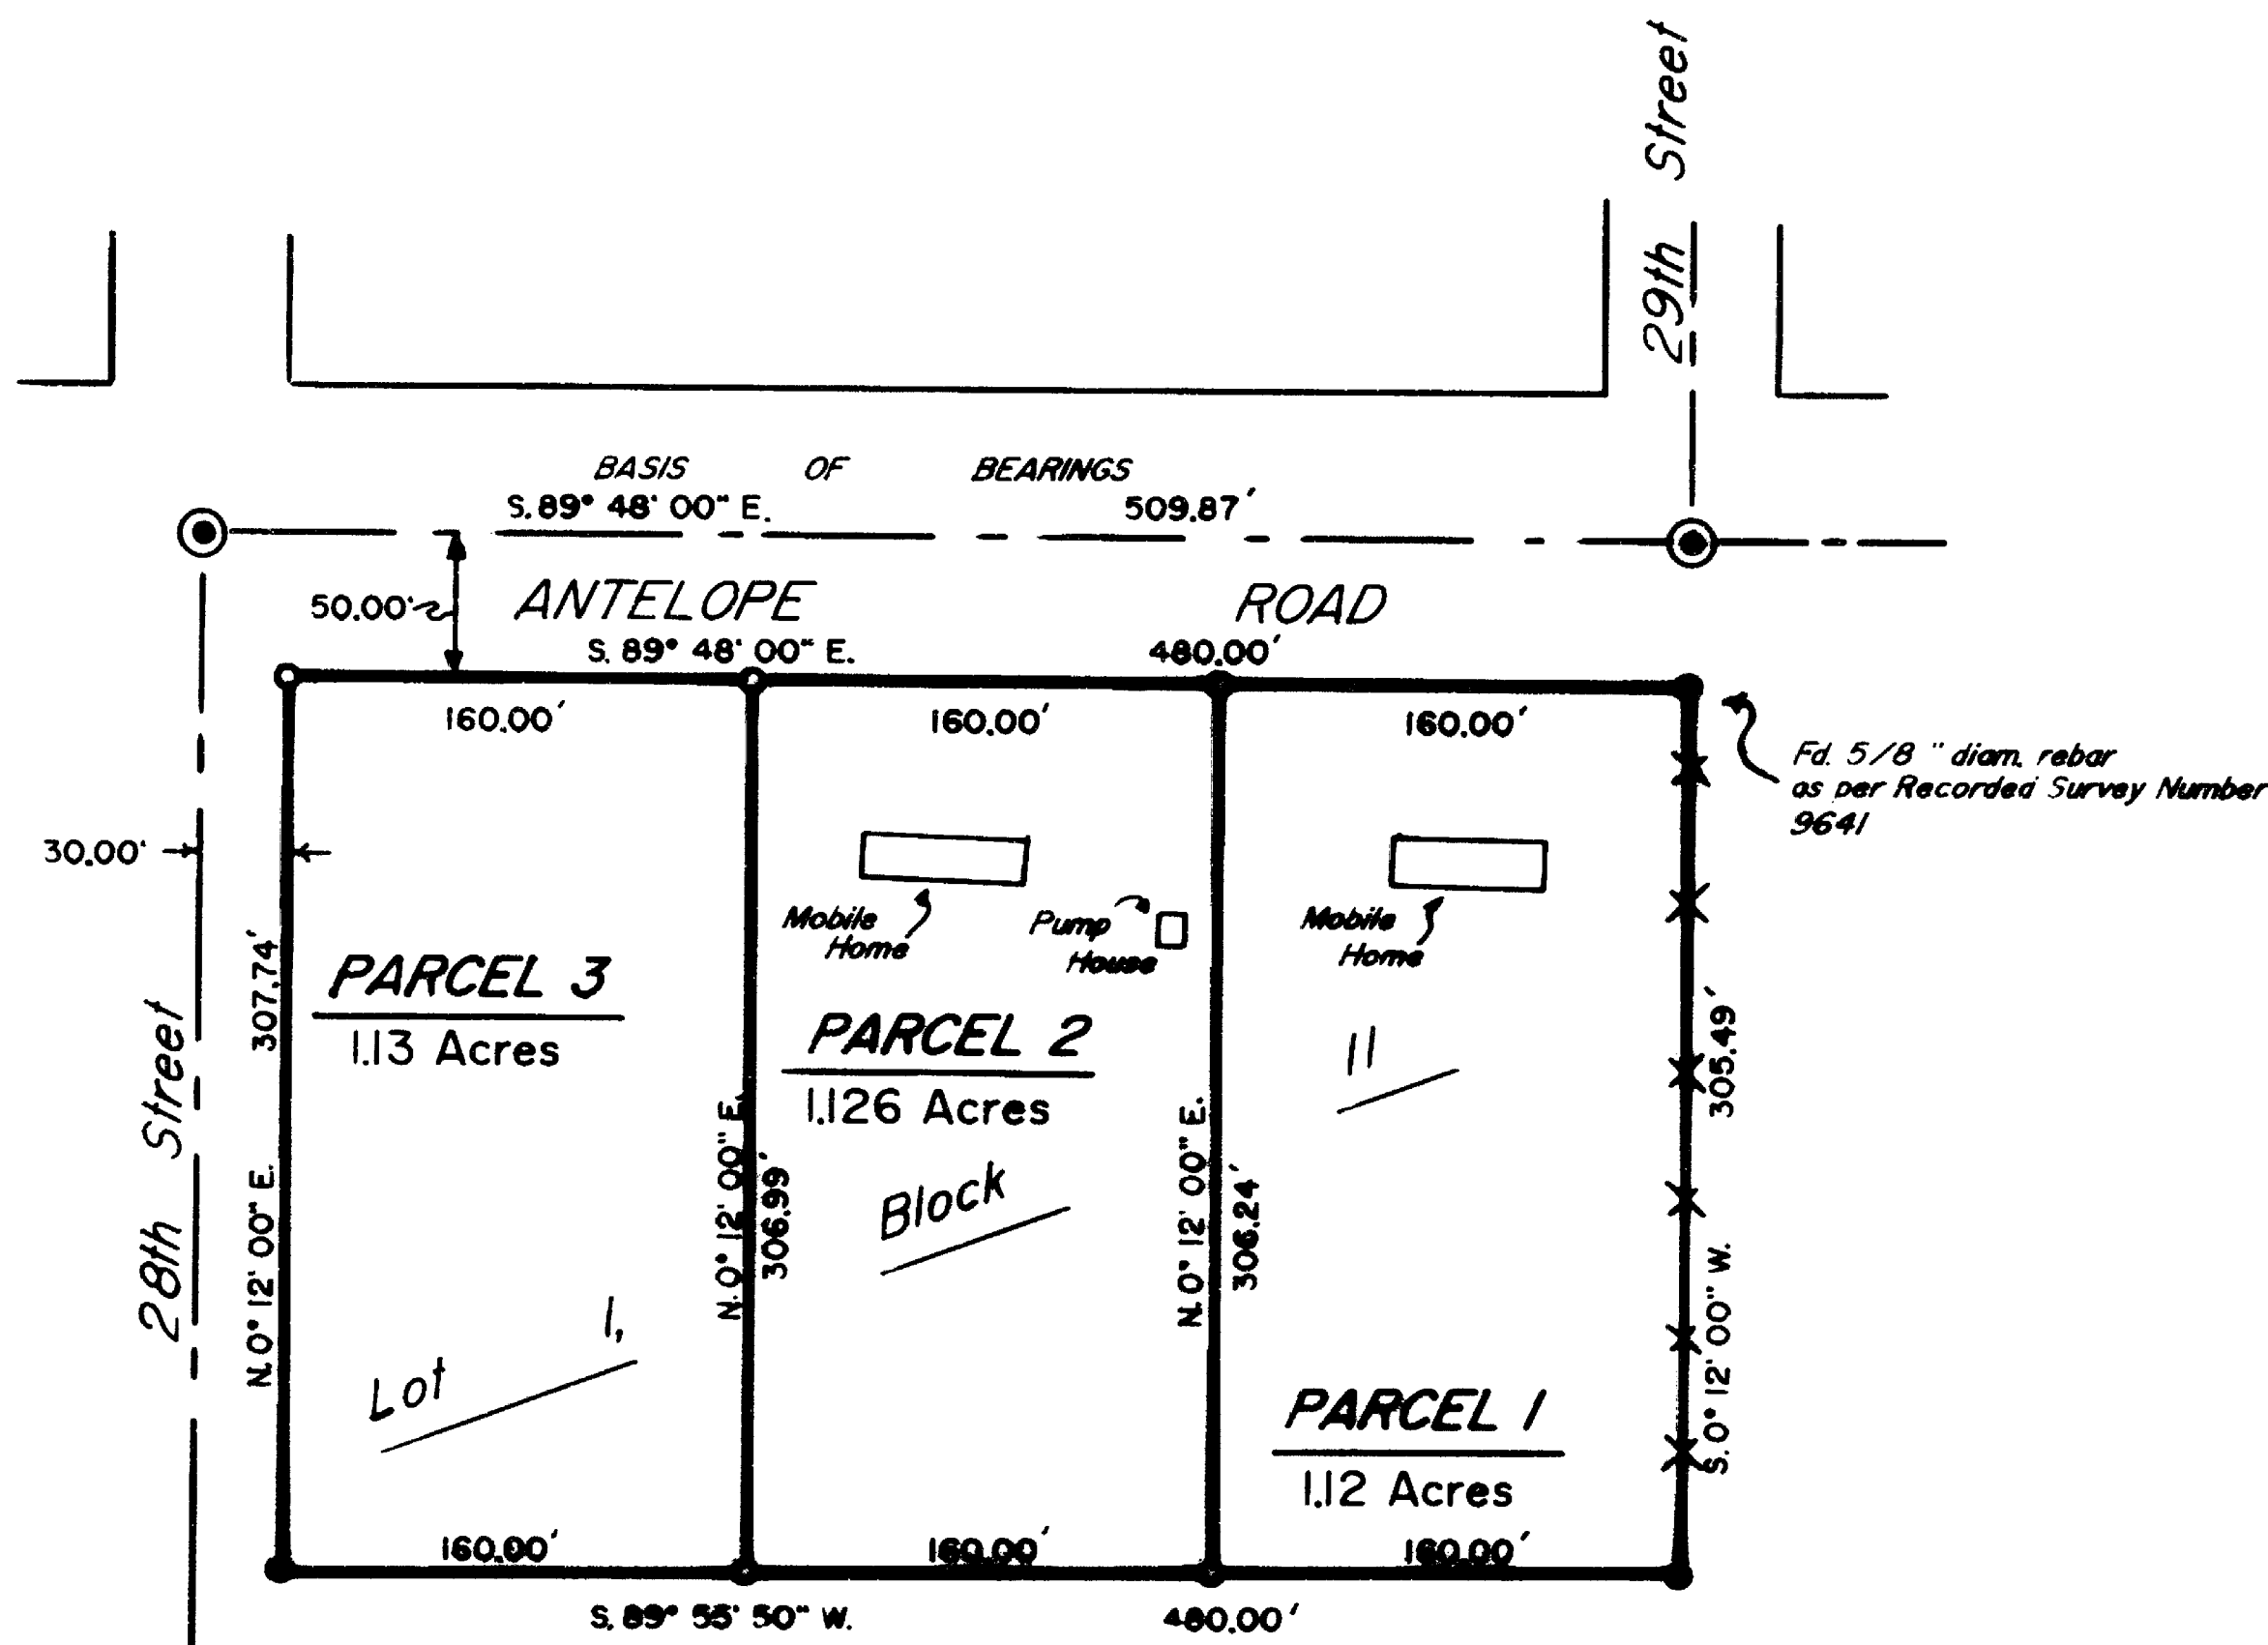 29th Street
BASIS OF BEARINGS
S. 89° 48' 00" E. 509.87'
50.00'
ANTELOPE ROAD
S. 89° 48' 00" E. 480.00'
160.00' 160.00' 160.00'
Fd. 5/8 " diam. rebar
as per Recorded Survey Number
9641
30.00'
Mobile
Home
Pump
House
Mobile
Home
28th Street
N. 0° 12' 00" E. 307.74'
PARCEL 3
1.13 Acres
N. 0° 12' 00" E.
306.99'
PARCEL 2
1.126 Acres
N. 0° 12' 00" E.
306.24'
S. 0° 12' 00" W. 305.49'
Lot 1, Block 11
PARCEL 1
1.12 Acres
160.00' 160.00' 160.00'
S. 89° 55' 50" W. 480.00'